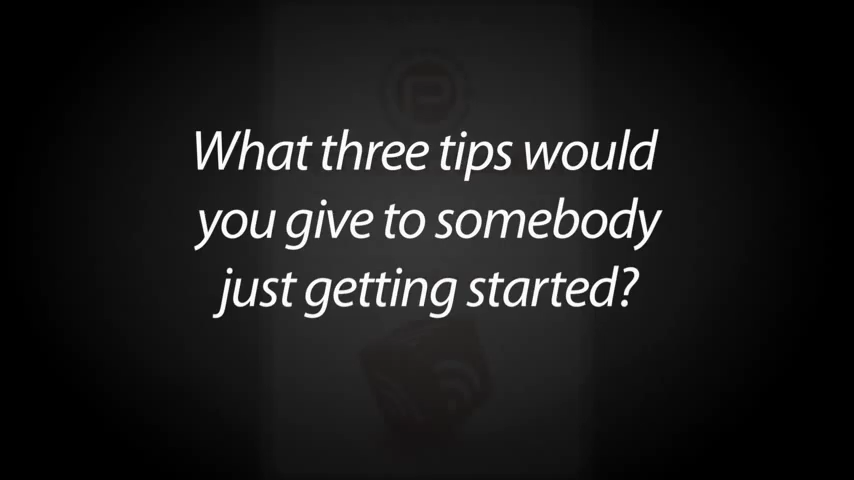 What three tips would
you give to somebody
just getting started?